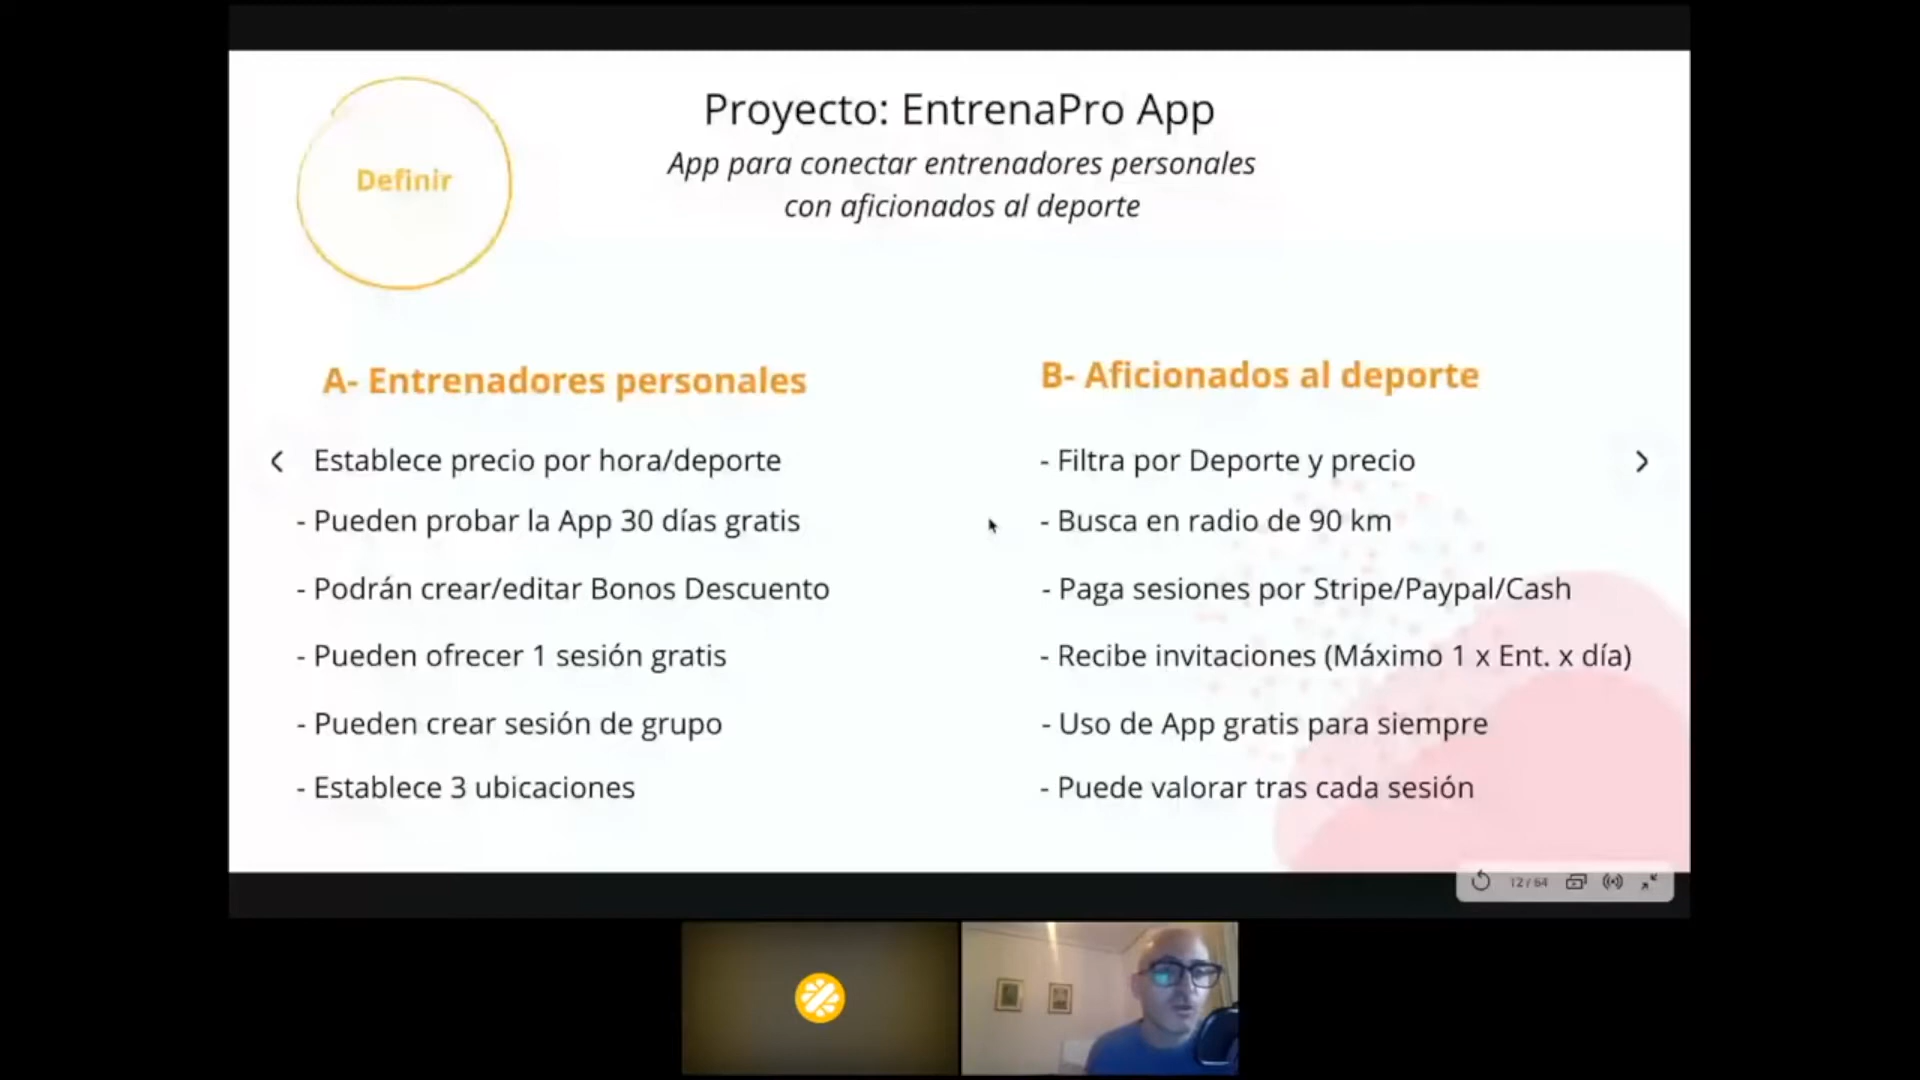 Definir
Proyecto: EntrenaPro App
App para conectar entrenadores personales
con aficionados al deporte
A- Entrenadores personales
Establece precio por hora/deporte
- Pueden probar la App 30 días gratis
- Podrán crear/editar Bonos Descuento
- Pueden ofrecer 1 sesión gratis
- Pueden crear sesión de grupo
- Establece 3 ubicaciones
B- Aficionados al deporte
- Filtra por Deporte y precio
- Busca en radio de 90 km
- Paga sesiones por Stripe/Paypal/Cash
- Recibe invitaciones (Máximo 1 x Ent. x día)
- Uso de App gratis para siempre
- Puede valorar tras cada sesión
12 / 64